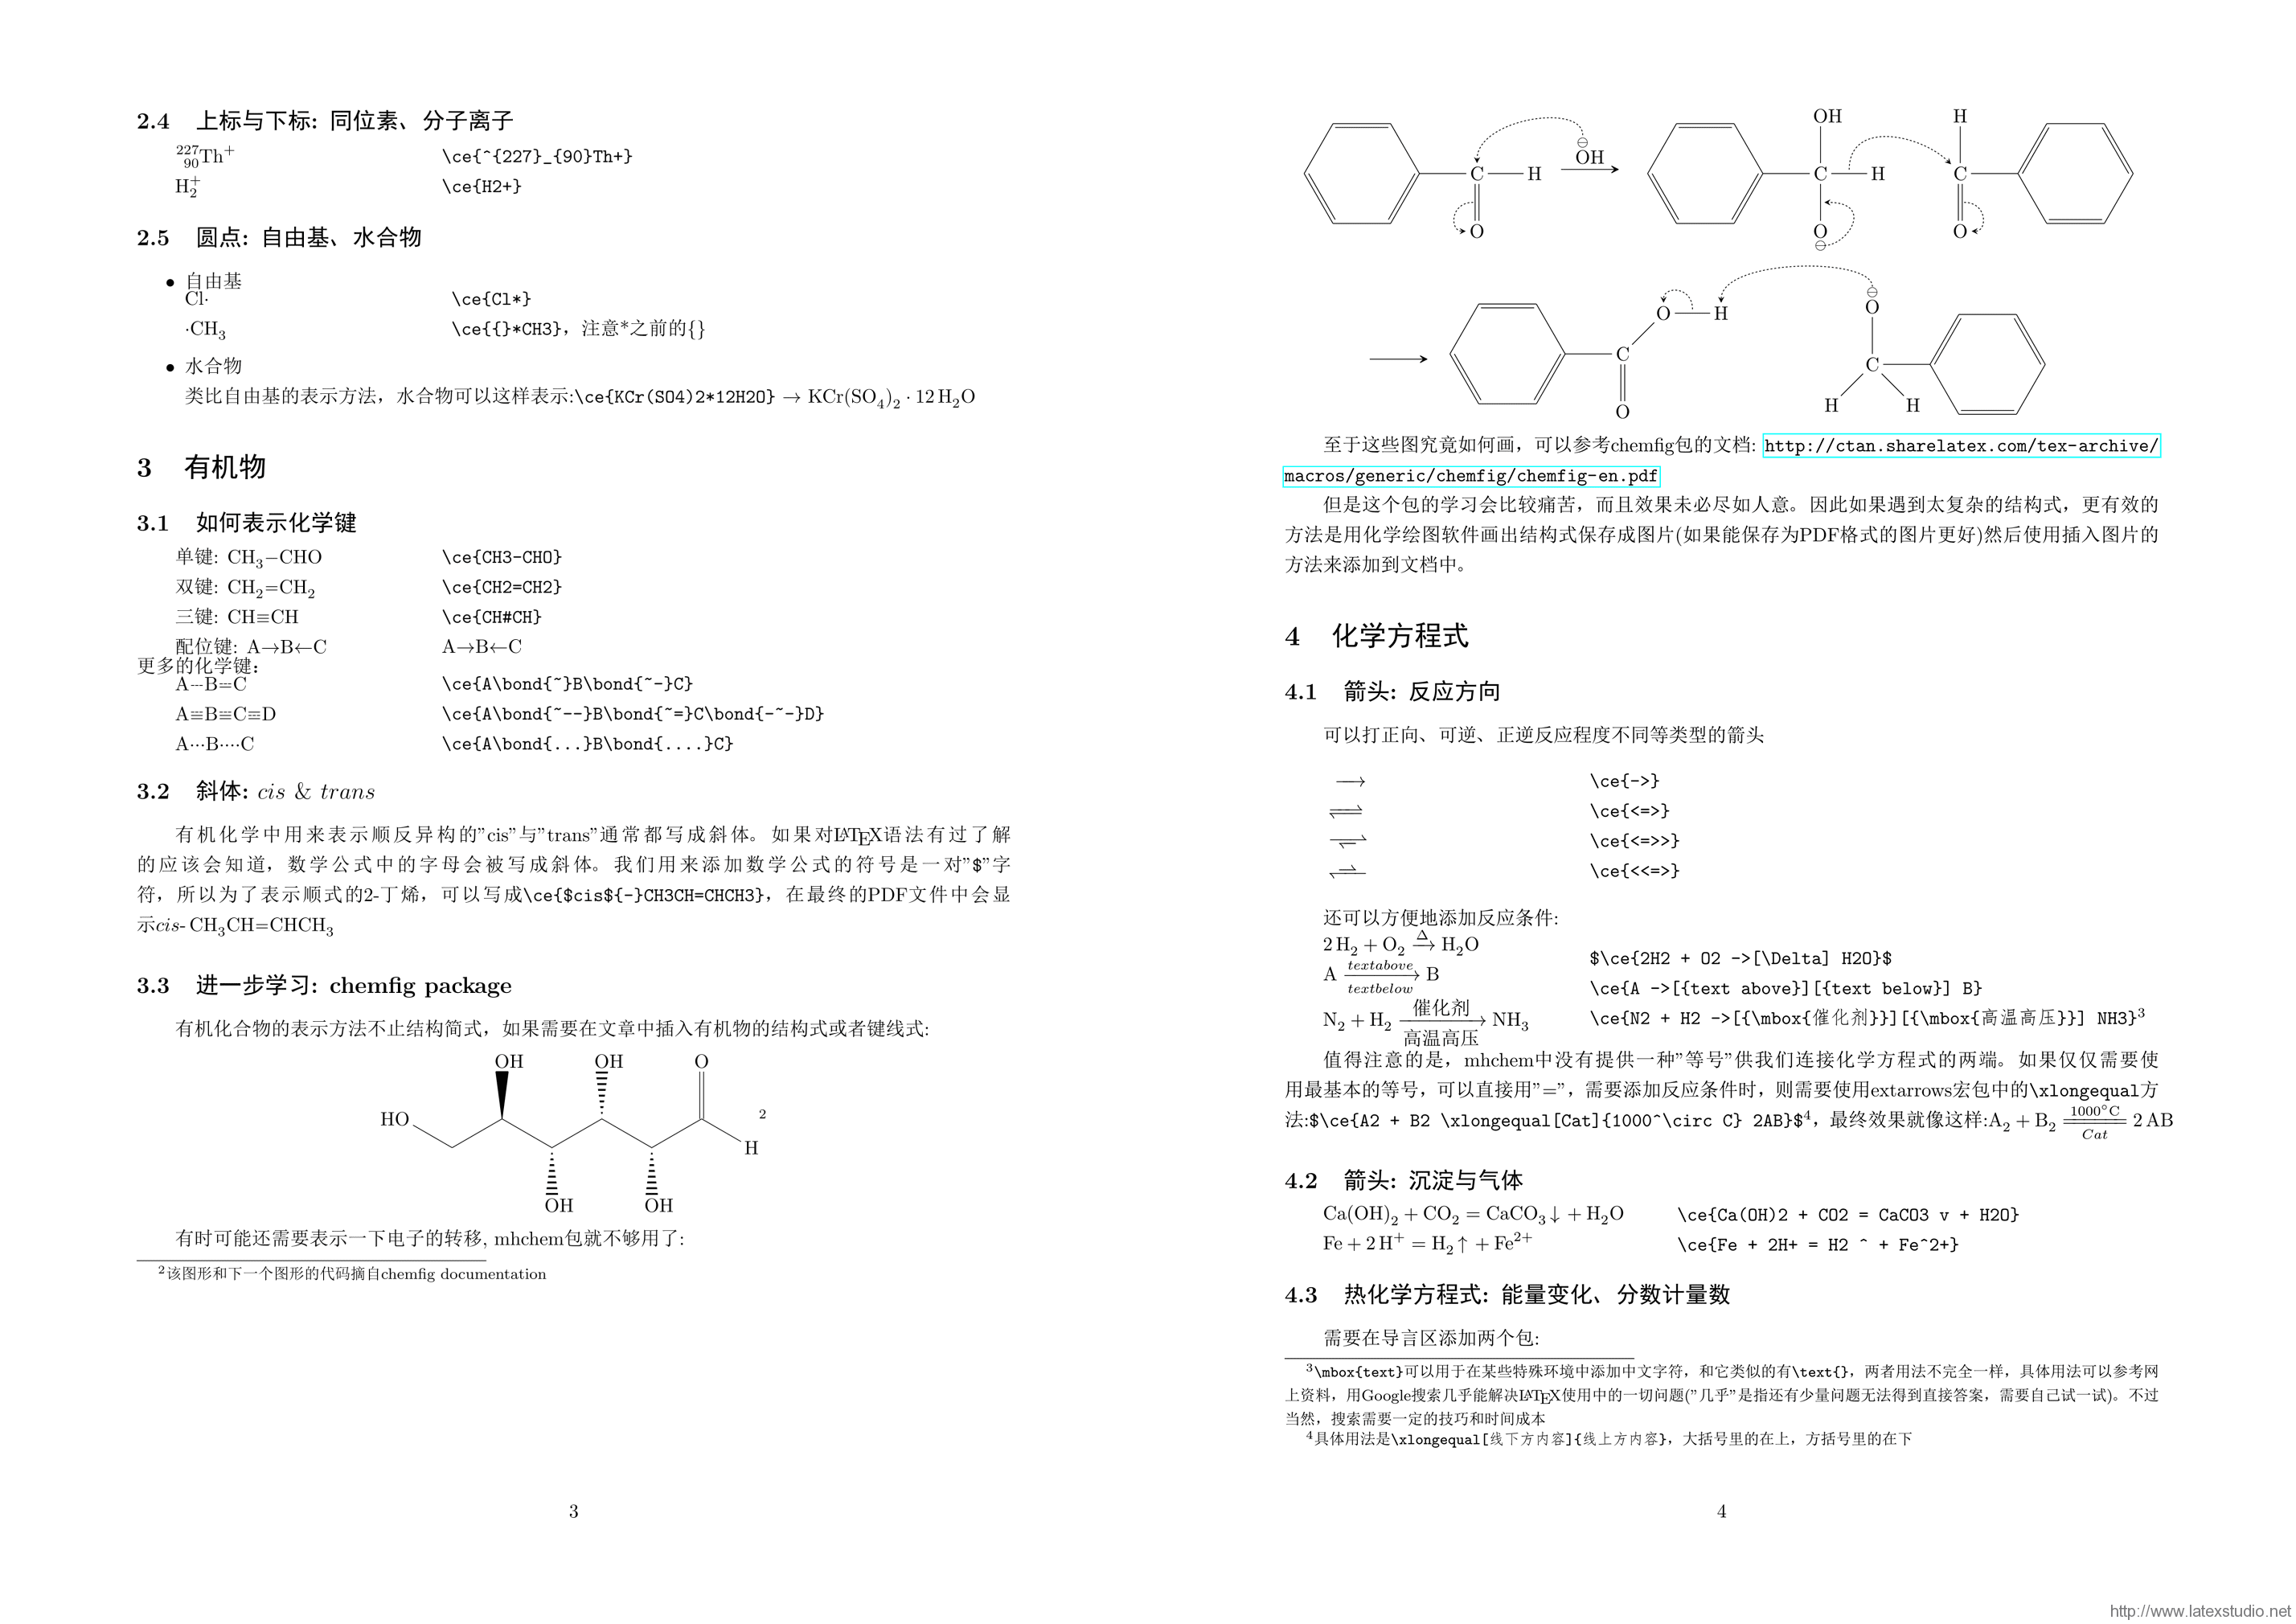 2.4 上标与下标: 同位素、分子离子
²²⁷₉₀Th⁺ \ce{^{227}_{90}Th+}
H₂⁺ \ce{H2+}
2.5 圆点: 自由基、水合物
• 自由基
Cl· \ce{Cl*}
·CH₃ \ce{{}*CH3}，注意*之前的{}
• 水合物
类比自由基的表示方法，水合物可以这样表示:\ce{KCr(SO4)2*12H2O} → KCr(SO₄)₂ · 12 H₂O
3 有机物
3.1 如何表示化学键
单键: CH₃−CHO \ce{CH3-CHO}
双键: CH₂=CH₂ \ce{CH2=CH2}
三键: CH≡CH \ce{CH#CH}
配位键: A→B←C A→B←C
更多的化学键:
A┄B=C \ce{A\bond{~}B\bond{~-}C}
A≡B≡C≡D \ce{A\bond{~--}B\bond{~=}C\bond{-~-}D}
A···B····C \ce{A\bond{...}B\bond{....}C}
3.2 斜体: cis & trans
有机化学中用来表示顺反异构的”cis”与”trans”通常都写成斜体。如果对LATEX语法有过了解
的应该会知道，数学公式中的字母会被写成斜体。我们用来添加数学公式的符号是一对”$”字
符，所以为了表示顺式的2-丁烯，可以写成\ce{$cis${-}CH3CH=CHCH3}，在最终的PDF文件中会显
示cis- CH₃CH=CHCH₃
3.3 进一步学习: chemfig package
有机化合物的表示方法不止结构简式，如果需要在文章中插入有机物的结构式或者键线式:
OH OH O
HO 2
H
OH OH
有时可能还需要表示一下电子的转移, mhchem包就不够用了:
²该图形和下一个图形的代码摘自chemfig documentation
3
OH H
⊖
C H OH C H C
O O O
⊖
⊖
O H O
C C
O H H
至于这些图究竟如何画，可以参考chemfig包的文档: http://ctan.sharelatex.com/tex-archive/
macros/generic/chemfig/chemfig-en.pdf
但是这个包的学习会比较痛苦，而且效果未必尽如人意。因此如果遇到太复杂的结构式，更有效的
方法是用化学绘图软件画出结构式保存成图片(如果能保存为PDF格式的图片更好)然后使用插入图片的
方法来添加到文档中。
4 化学方程式
4.1 箭头: 反应方向
可以打正向、可逆、正逆反应程度不同等类型的箭头
⟶ \ce{->}
⇌ \ce{<=>}
⇌ \ce{<=>>}
⇌ \ce{<<=>}
还可以方便地添加反应条件:
2 H₂ + O₂ →Δ H₂O $\ce{2H2 + O2 ->[\Delta] H2O}$
textabove
A → B \ce{A ->[{text above}][{text below}] B}
textbelow
催化剂
N₂ + H₂ → NH₃ \ce{N2 + H2 ->[{\mbox{催化剂}}][{\mbox{高温高压}}] NH3}³
高温高压
值得注意的是，mhchem中没有提供一种”等号”供我们连接化学方程式的两端。如果仅仅需要使
用最基本的等号，可以直接用”=”，需要添加反应条件时，则需要使用extarrows宏包中的\xlongequal方
法:$\ce{A2 + B2 \xlongequal[Cat]{1000^\circ C} 2AB}$⁴，最终效果就像这样:A₂ + B₂ 1000°C ═══ Cat 2 AB
4.2 箭头: 沉淀与气体
Ca(OH)₂ + CO₂ = CaCO₃↓ + H₂O \ce{Ca(OH)2 + CO2 = CaCO3 v + H2O}
Fe + 2 H⁺ = H₂↑ + Fe²⁺ \ce{Fe + 2H+ = H2 ^ + Fe^2+}
4.3 热化学方程式: 能量变化、分数计量数
需要在导言区添加两个包:
³\mbox{text}可以用于在某些特殊环境中添加中文字符，和它类似的有\text{}，两者用法不完全一样，具体用法可以参考网
上资料，用Google搜索几乎能解决LATEX使用中的一切问题(”几乎”是指还有少量问题无法得到直接答案，需要自己试一试)。不过
当然，搜索需要一定的技巧和时间成本
⁴具体用法是\xlongequal[线下方内容]{线上方内容}，大括号里的在上，方括号里的在下
4
http://www.latexstudio.net